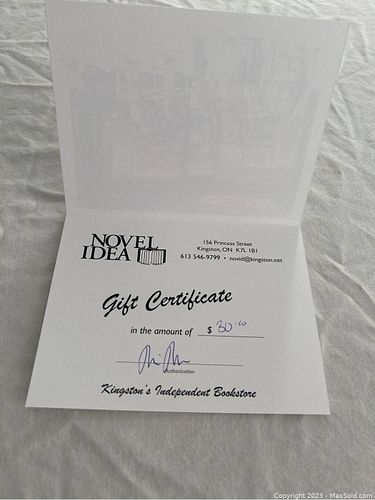 NOVEL
IDEA
156 Princess Street
Kingston, ON · K7L 1B1
613 546-9799 • novid@kingston.net
Gift Certificate
in the amount of $ 30.00
Authorization
Kingston's Independent Bookstore
Copyright 2023 - MaxSold.com